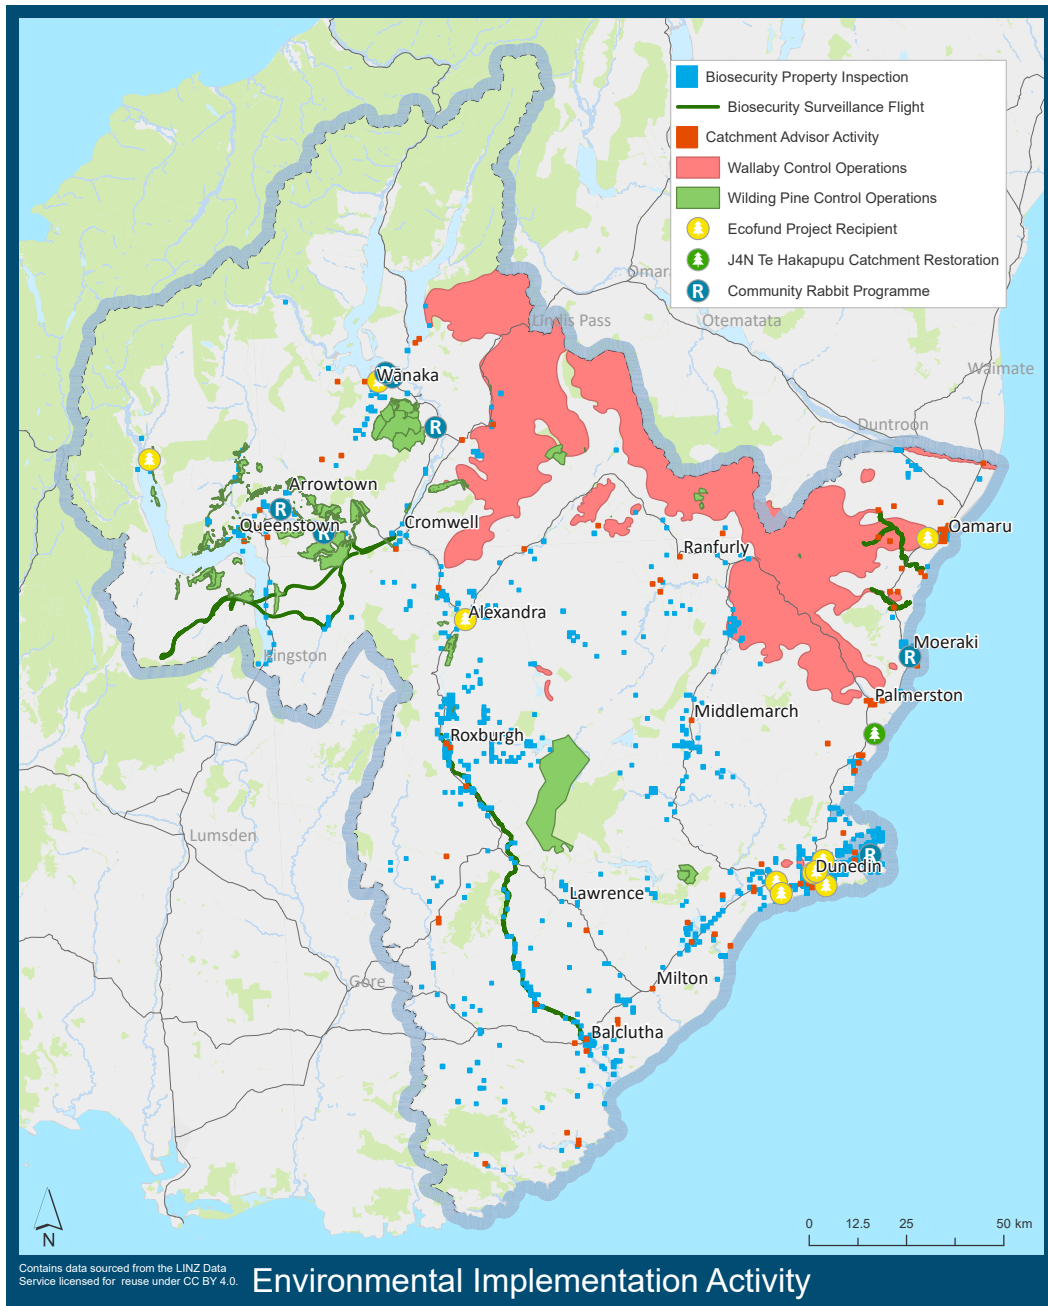 Biosecurity Property Inspection
Biosecurity Surveillance Flight
Catchment Advisor Activity
Wallaby Control Operations
Wilding Pine Control Operations
Ecofund Project Recipient
J4N Te Hakapupu Catchment Restoration
R Community Rabbit Programme
Lindis Pass
Otematata
Waimate
Wānaka
Duntroon
R
Arrowtown
R
Queenstown
R
Cromwell
Oamaru
Ranfurly
Alexandra
Moeraki
R
Kingston
Palmerston
Middlemarch
Roxburgh
Lumsden
R
Dunedin
Lawrence
Milton
Gore
Balclutha
N
0 12.5 25 50 km
Contains data sourced from the LINZ Data
Service licensed for reuse under CC BY 4.0.
Environmental Implementation Activity